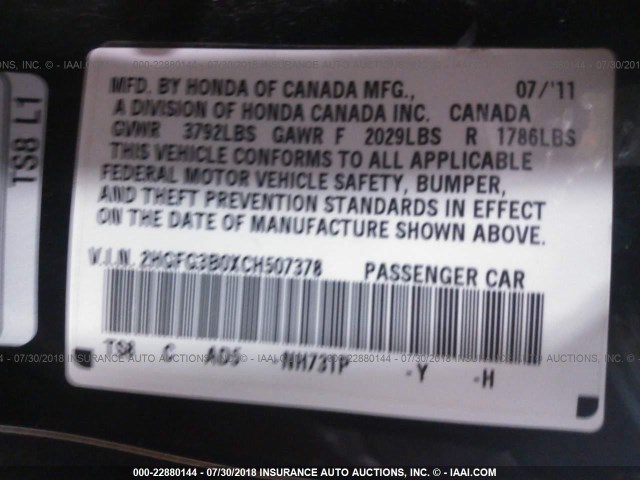 MFD. BY HONDA OF CANADA MFG., 07/'11
A DIVISION OF HONDA CANADA INC. CANADA
GVWR 3792LBS GAWR F 2029LBS R 1786LBS
THIS VEHICLE CONFORMS TO ALL APPLICABLE
FEDERAL MOTOR VEHICLE SAFETY, BUMPER,
AND THEFT PREVENTION STANDARDS IN EFFECT
ON THE DATE OF MANUFACTURE SHOWN ABOVE.
V.I.N. 2HGFG3B0XCH507378 PASSENGER CAR
TS8 C AD5 -NH731P -Y -H
TS8 L1
000-22880144 - 07/30/2018 INSURANCE AUTO AUCTIONS, INC. - IAAI.COM